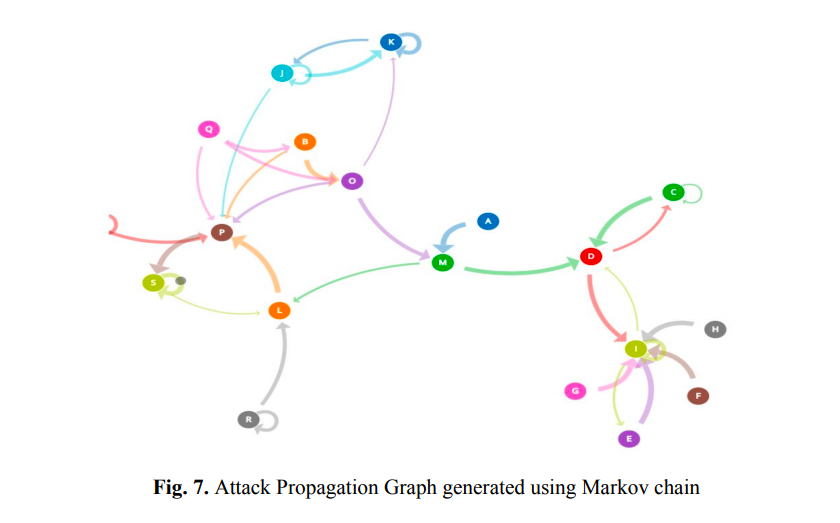 K
J
Q
B
O
C
A
P
D
M
S
L
H
I
G
F
R
E
Fig. 7. Attack Propagation Graph generated using Markov chain